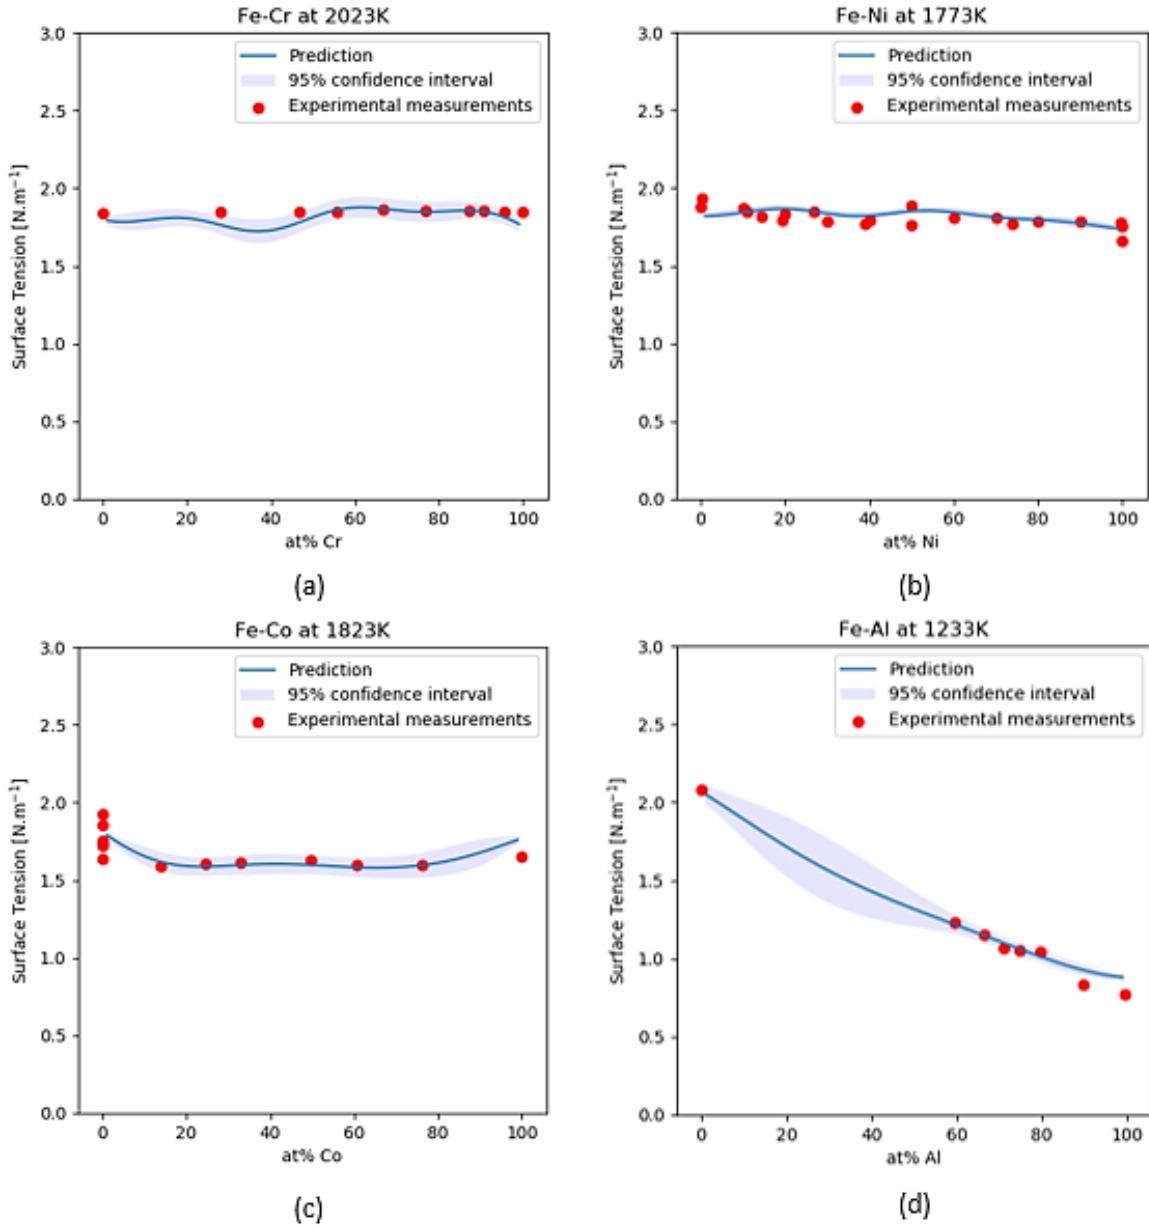 Fe-Cr at 2023K
Prediction
95% confidence interval
Experimental measurements
Surface Tension [N.m⁻¹]
3.0
2.5
2.0
1.5
1.0
0.5
0.0
0 20 40 60 80 100
at% Cr
(a)
Fe-Ni at 1773K
Prediction
95% confidence interval
Experimental measurements
Surface Tension [N.m⁻¹]
3.0
2.5
2.0
1.5
1.0
0.5
0.0
0 20 40 60 80 100
at% Ni
(b)
Fe-Co at 1823K
Prediction
95% confidence interval
Experimental measurements
Surface Tension [N.m⁻¹]
3.0
2.5
2.0
1.5
1.0
0.5
0.0
0 20 40 60 80 100
at% Co
(c)
Fe-Al at 1233K
Prediction
95% confidence interval
Experimental measurements
Surface Tension [N.m⁻¹]
3.0
2.5
2.0
1.5
1.0
0.5
0.0
0 20 40 60 80 100
at% Al
(d)